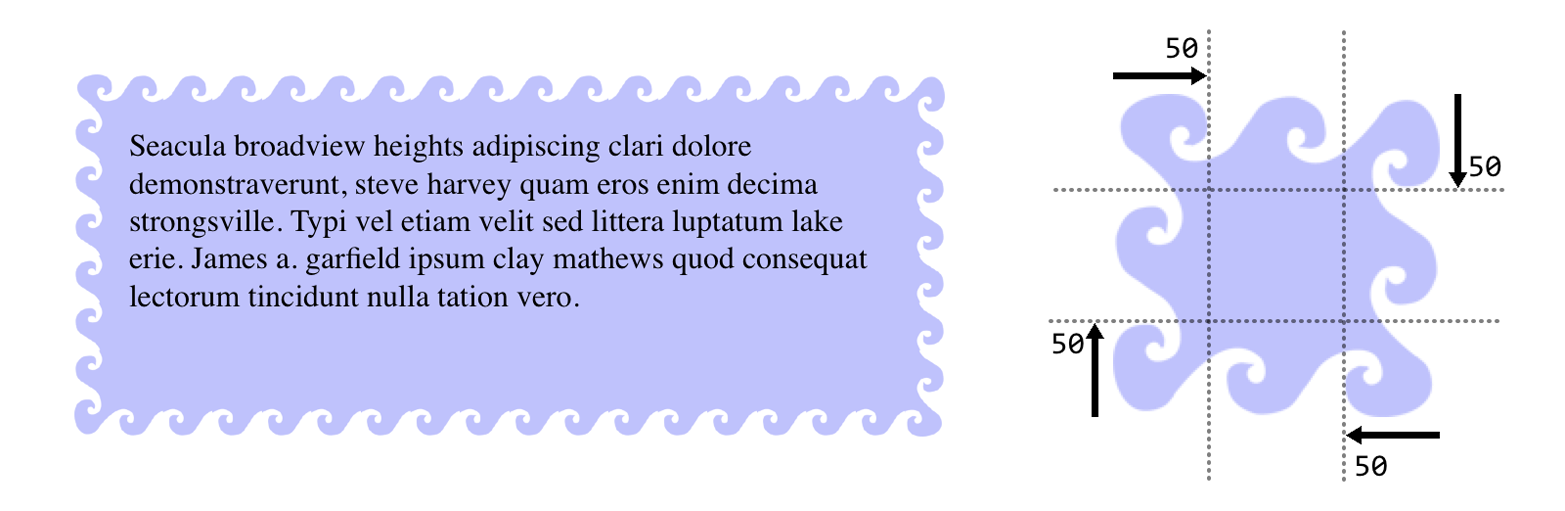 Seacula broadview heights adipiscing clari dolore
demonstraverunt, steve harvey quam eros enim decima
strongsville. Typi vel etiam velit sed littera luptatum lake
erie. James a. garfield ipsum clay mathews quod consequat
lectorum tincidunt nulla tation vero.
50
50
50
50